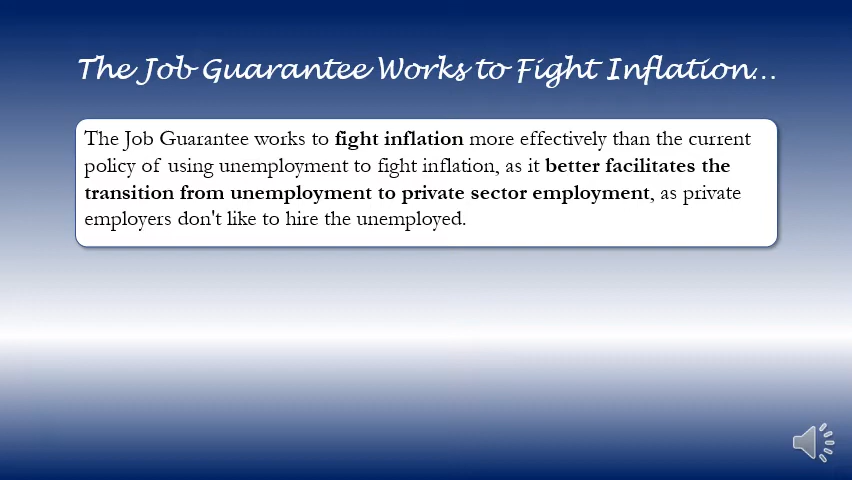 The Job Guarantee Works to Fight Inflation...
The Job Guarantee works to fight inflation more effectively than the current
policy of using unemployment to fight inflation, as it better facilitates the
transition from unemployment to private sector employment, as private
employers don't like to hire the unemployed.